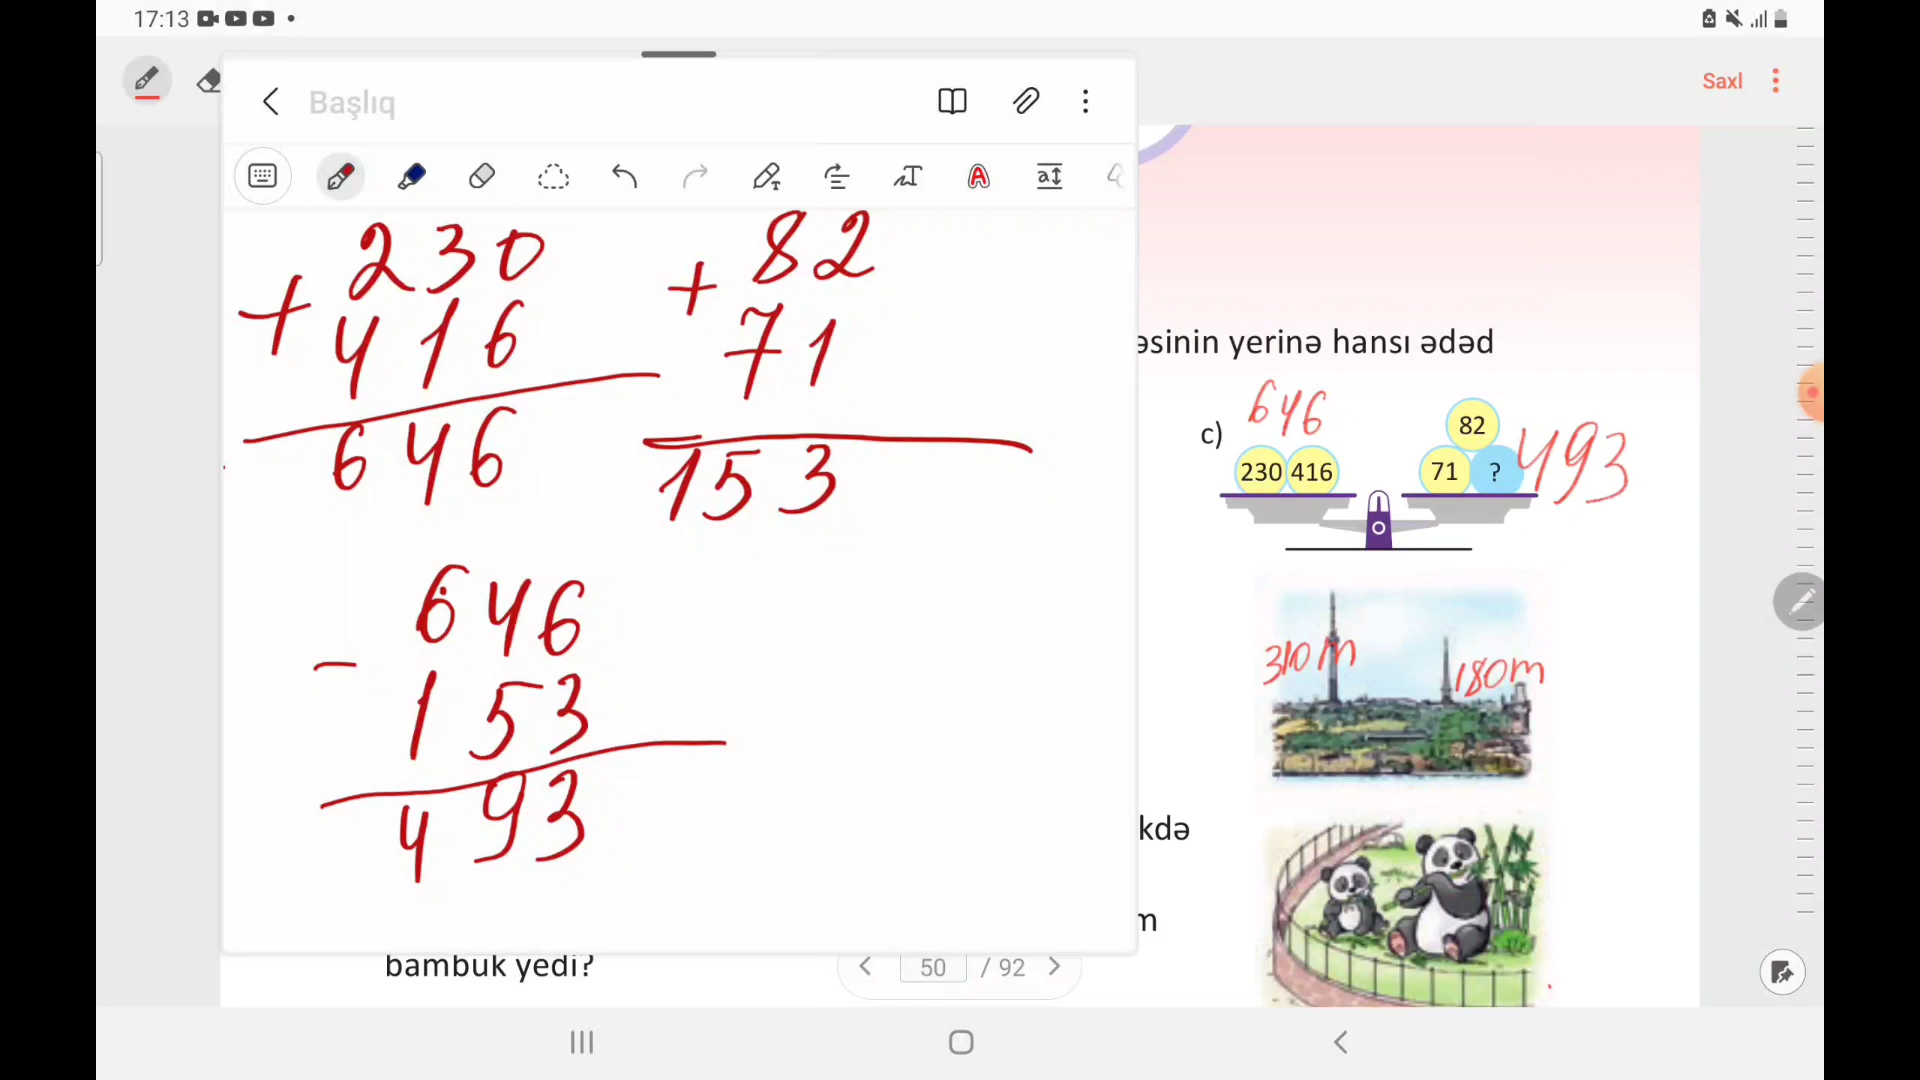 17:13
Saxl
Başlıq
230
+ 416
646
+ 82
71
153
646
- 153
493
əsinin yerinə hansı ədəd
646
c)
230 416
82
71 ?
493
310 m
180m
kdə
m
bambuk yedi?
50 / 92